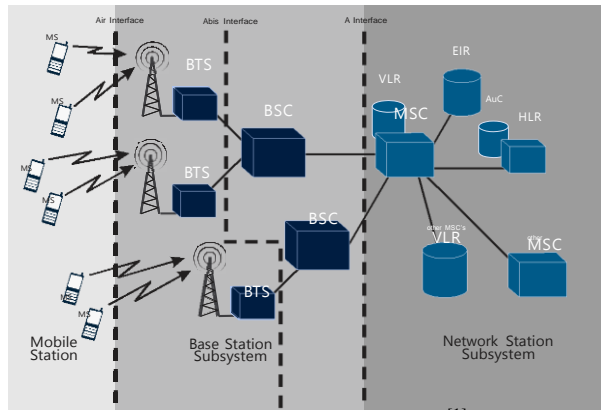 Air Interface
Abis Interface
A Interface
MS
MS
MS
MS
MS
MS
BTS
BTS
BTS
BSC
BSC
VLR
MSC
EIR
AuC
HLR
other MSC's
VLR
other
MSC
Mobile
Station
Base Station
Subsystem
Network Station
Subsystem